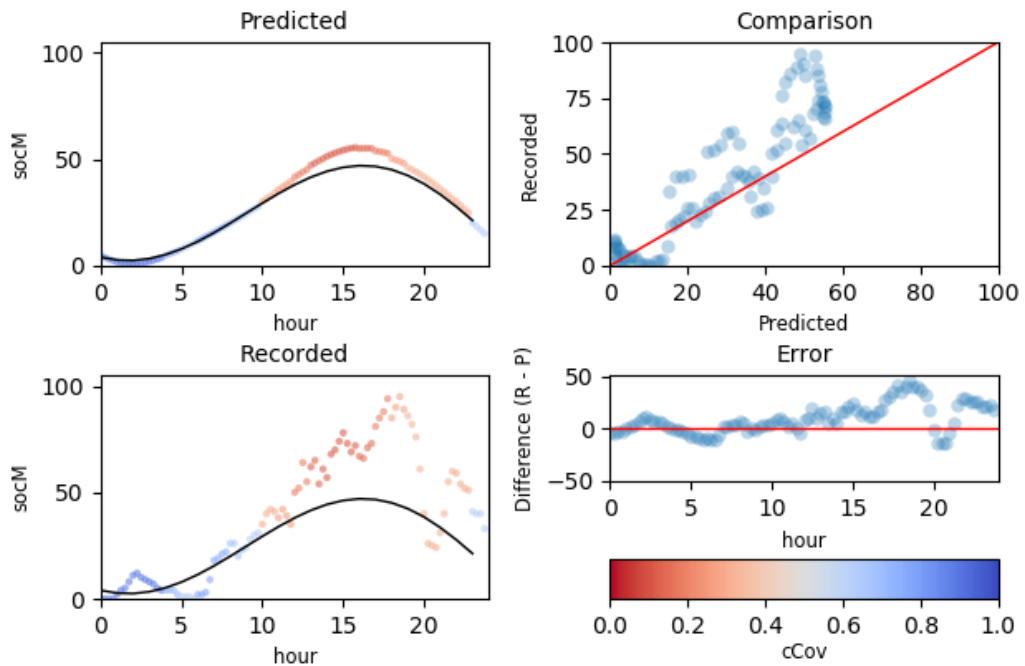 Predicted
100
50
0
socM
0 5 10 15 20
hour
Comparison
100
75
50
25
0
Recorded
0 20 40 60 80 100
Predicted
Recorded
100
50
0
socM
0 5 10 15 20
hour
Error
50
0
−50
Difference (R - P)
0 5 10 15 20
hour
0.0 0.2 0.4 0.6 0.8 1.0
cCov